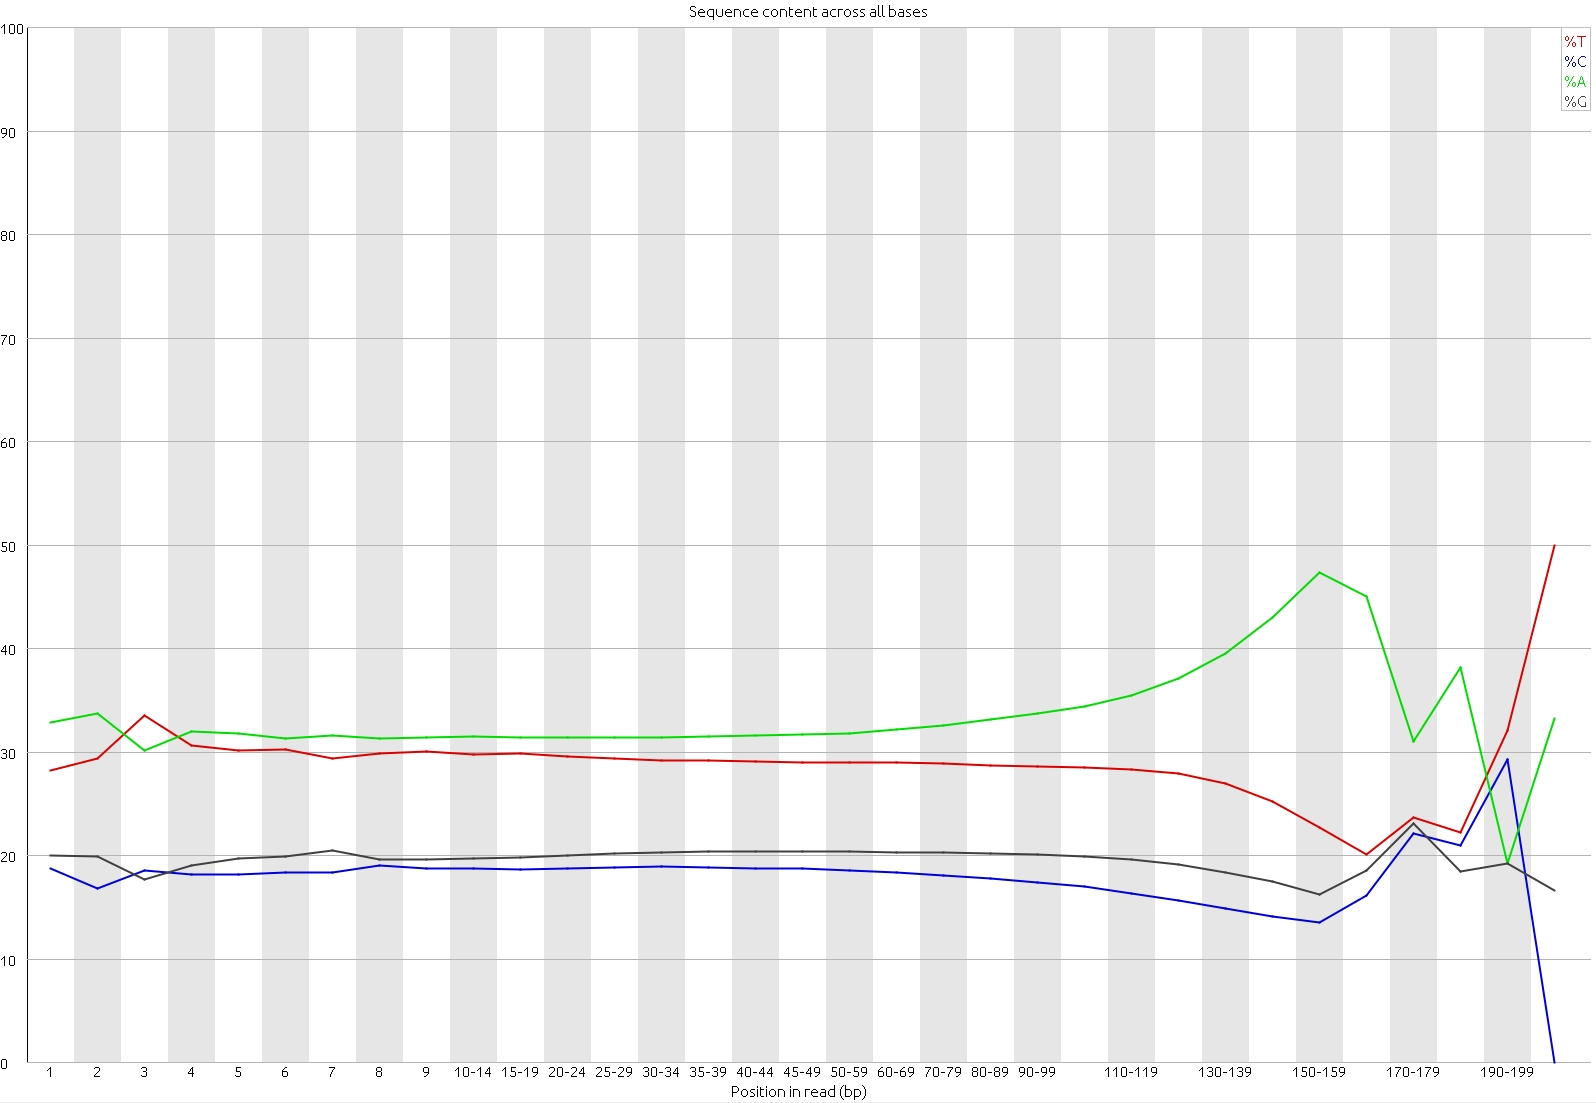 Sequence content across all bases
%T
%C
%A
%G
100
90
80
70
60
50
40
30
20
10
0
1 2 3 4 5 6 7 8 9 10-14 15-19 20-24 25-29 30-34 35-39 40-44 45-49 50-59 60-69 70-79 80-89 90-99 110-119 130-139 150-159 170-179 190-199
Position in read (bp)